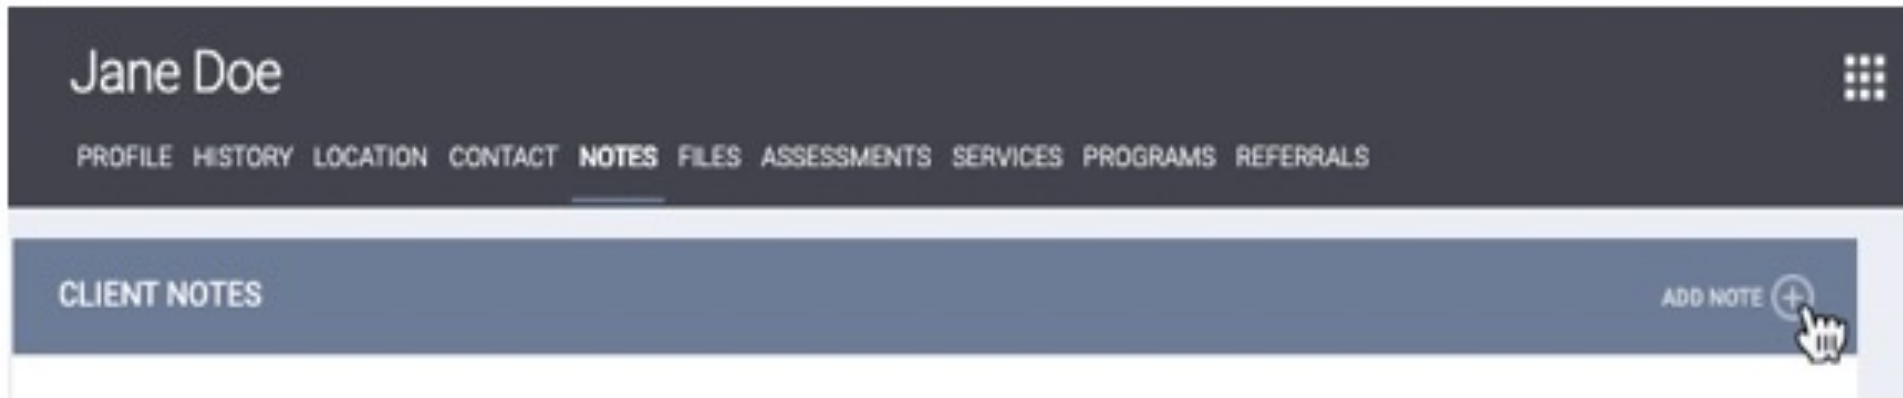 Jane Doe
PROFILE HISTORY LOCATION CONTACT NOTES FILES ASSESSMENTS SERVICES PROGRAMS REFERRALS
CLIENT NOTES ADD NOTE